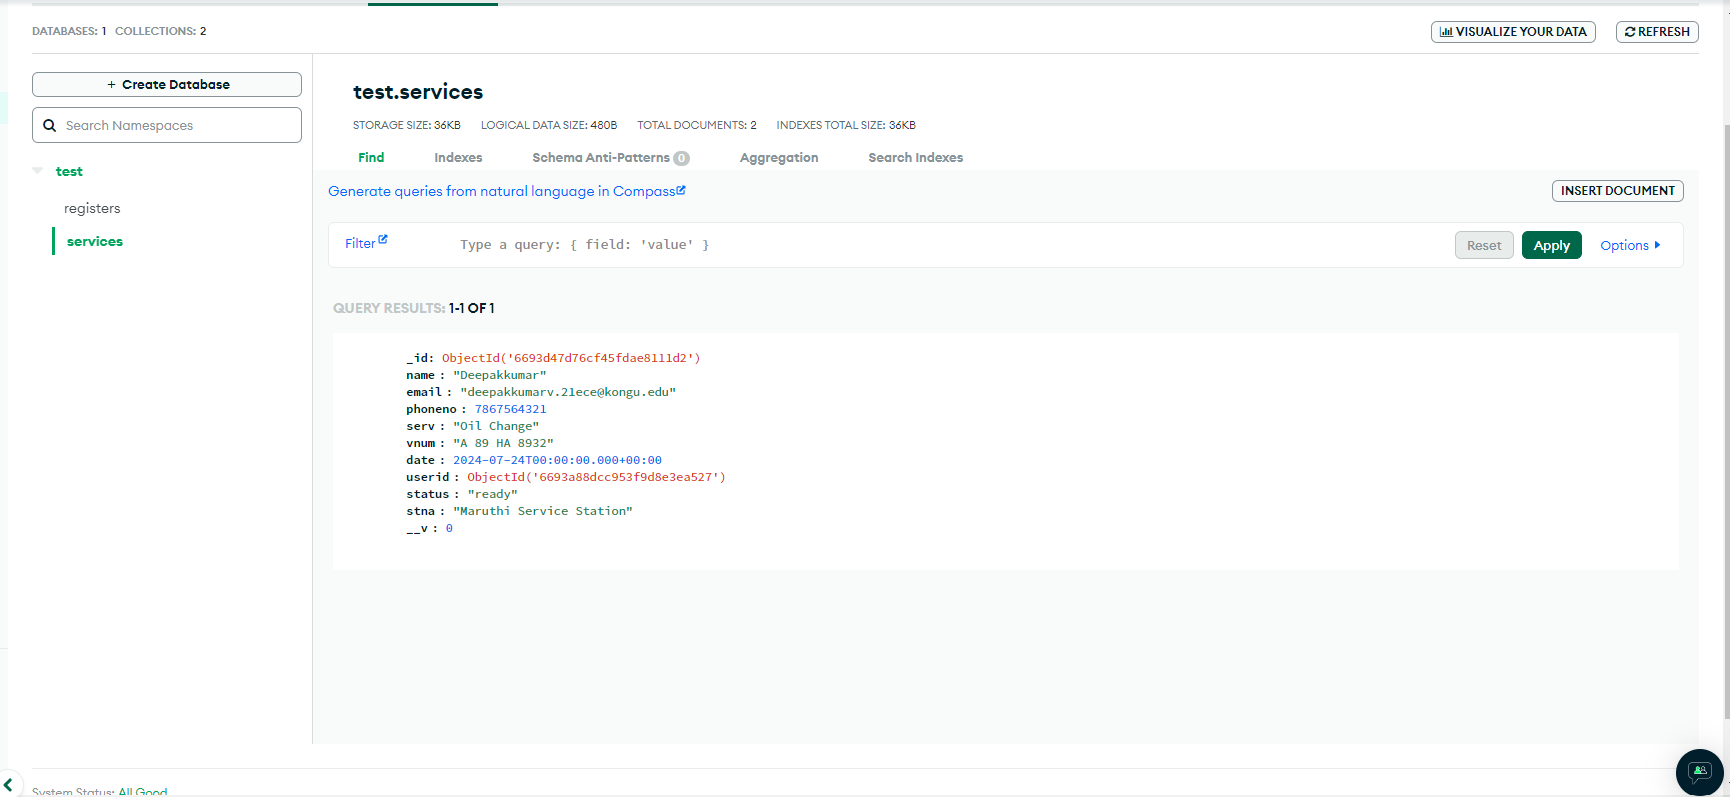 DATABASES: 1 COLLECTIONS: 2
VISUALIZE YOUR DATA
REFRESH
+ Create Database
Search Namespaces
test
registers
services
test.services
STORAGE SIZE: 36KB LOGICAL DATA SIZE: 480B TOTAL DOCUMENTS: 2 INDEXES TOTAL SIZE: 36KB
Find Indexes Schema Anti-Patterns 0 Aggregation Search Indexes
Generate queries from natural language in Compass
INSERT DOCUMENT
Filter
Type a query: { field: 'value' }
Reset
Apply
Options
QUERY RESULTS: 1-1 OF 1
_id: ObjectId('6693d47d76cf45fdae8111d2')
name : "Deepakkumar"
email : "deepakkumarv.21ece@kongu.edu"
phoneno : 7867564321
serv : "Oil Change"
vnum : "A 89 HA 8932"
date : 2024-07-24T00:00:00.000+00:00
userid : ObjectId('6693a88dcc953f9d8e3ea527')
status : "ready"
stna : "Maruthi Service Station"
__v : 0
System Status: All Good